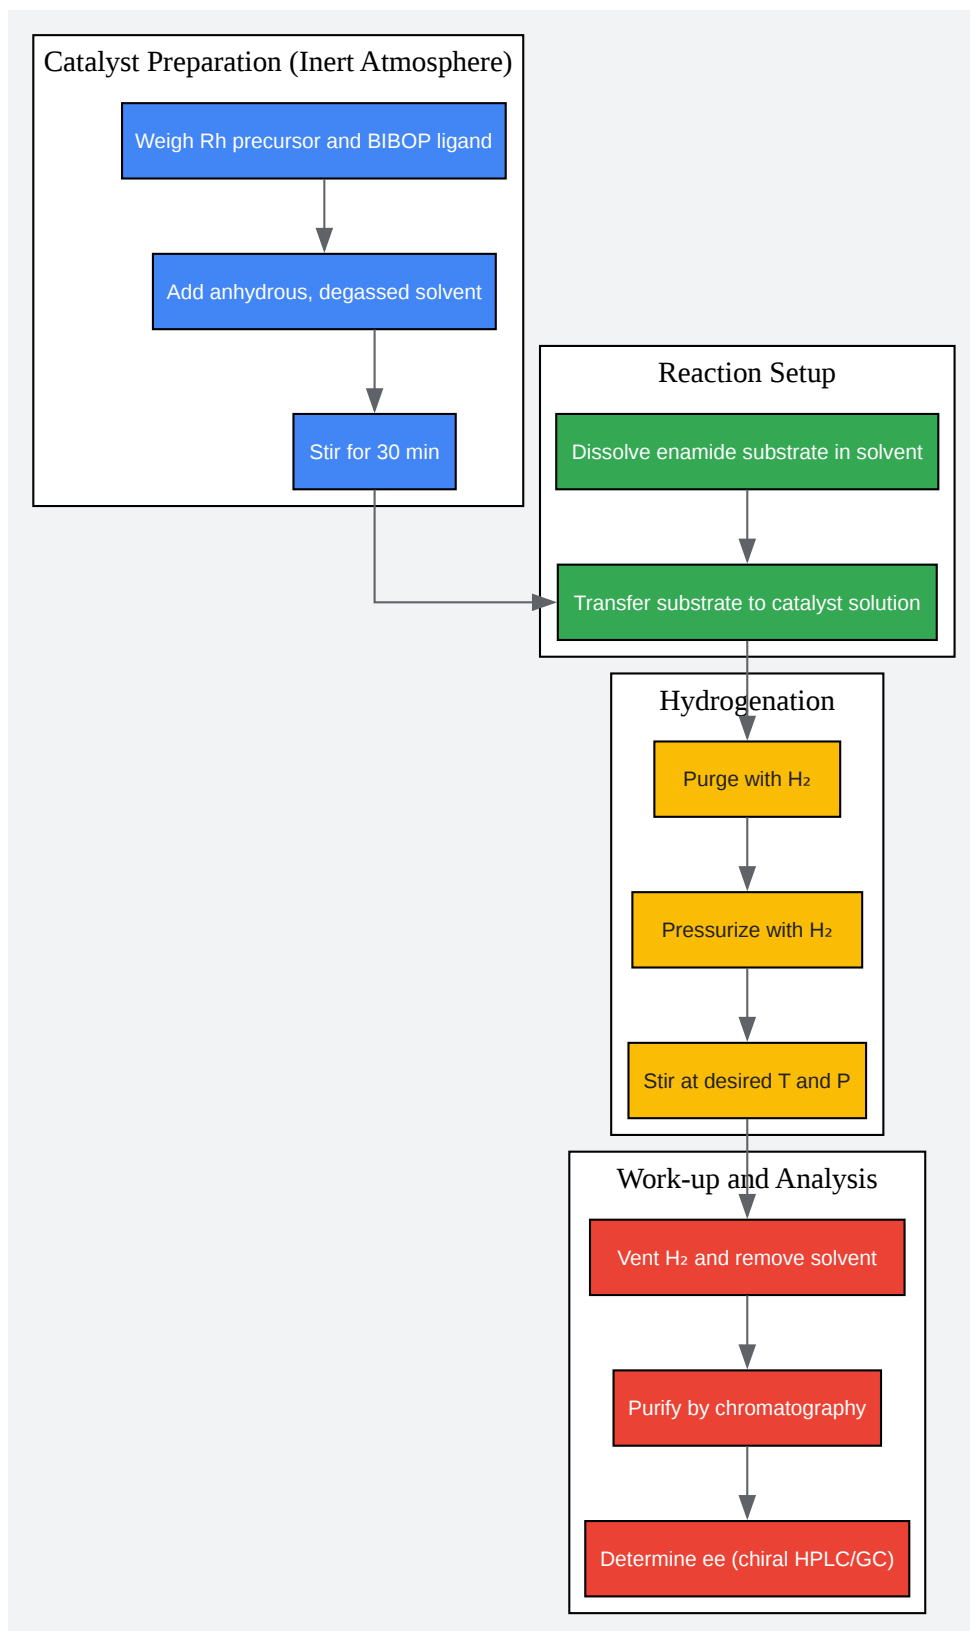 Catalyst Preparation (Inert Atmosphere)
Weigh Rh precursor and BIBOP ligand
Add anhydrous, degassed solvent
Stir for 30 min
Reaction Setup
Dissolve enamide substrate in solvent
Transfer substrate to catalyst solution
Hydrogenation
Purge with H₂
Pressurize with H₂
Stir at desired T and P
Work-up and Analysis
Vent H₂ and remove solvent
Purify by chromatography
Determine ee (chiral HPLC/GC)